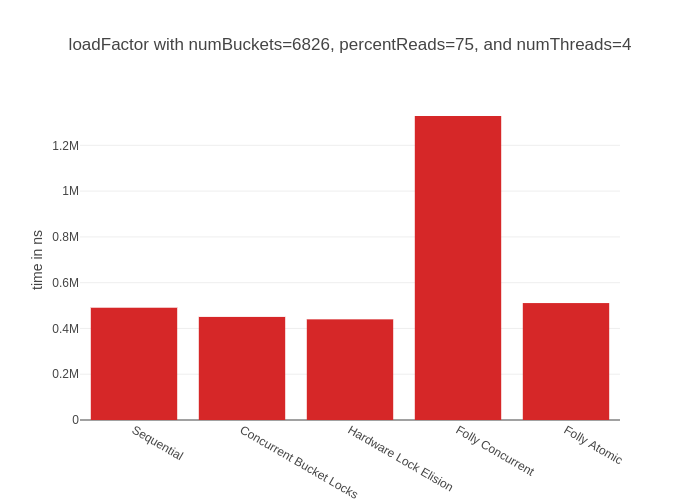 loadFactor with numBuckets=6826, percentReads=75, and numThreads=4
time in ns
1.2M
1M
0.8M
0.6M
0.4M
0.2M
0
Sequential
Concurrent Bucket Locks
Hardware Lock Elision
Folly Concurrent
Folly Atomic